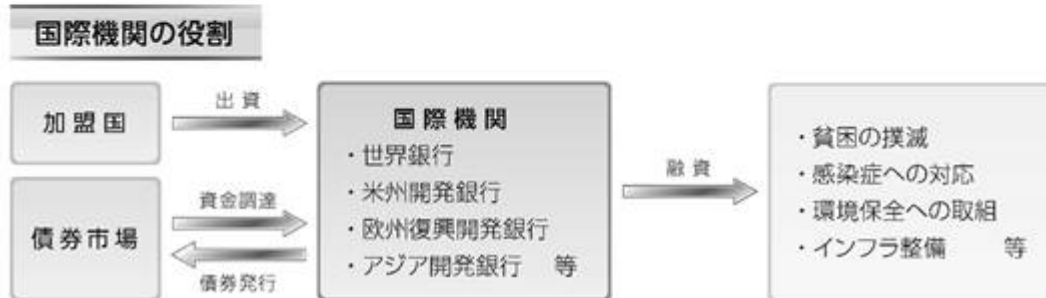 国際機関の役割
加盟国
出資
債券市場
資金調達
債券発行
国際機関
・世界銀行
・米州開発銀行
・欧州復興開発銀行
・アジア開発銀行 等
融資
・貧困の撲滅
・感染症への対応
・環境保全への取組
・インフラ整備 等